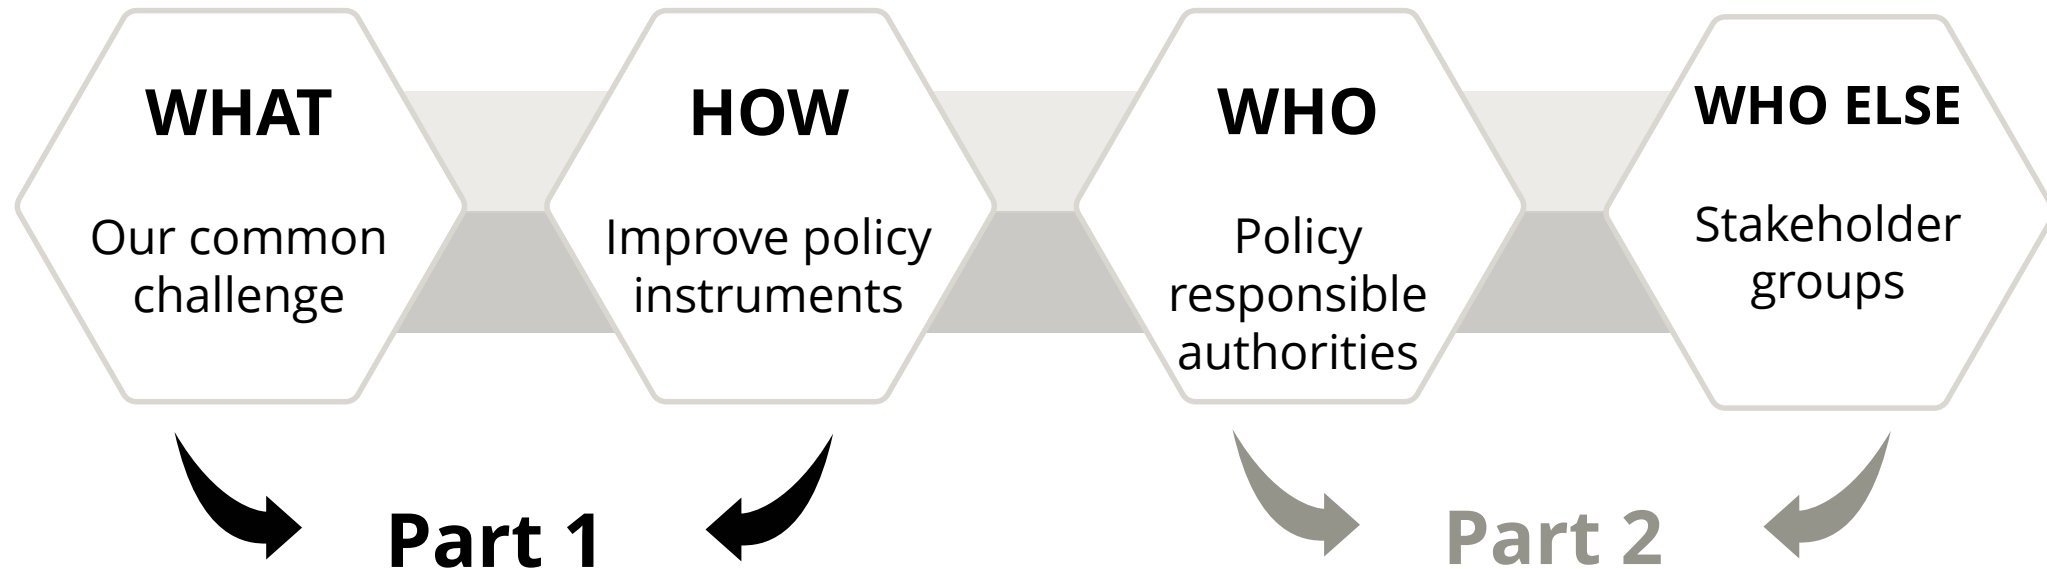 WHAT
Our common
challenge
HOW
Improve policy
instruments
WHO
Policy
responsible
authorities
WHO ELSE
Stakeholder
groups
Part 1
Part 2